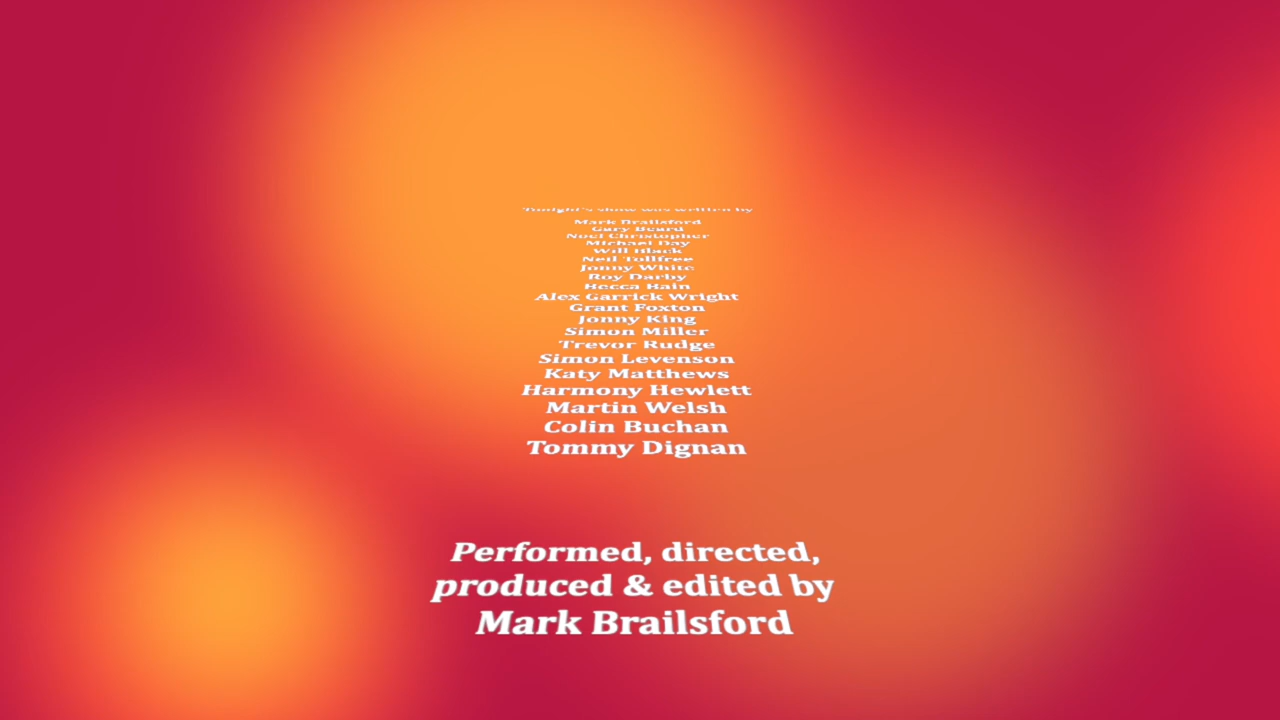 Tonight's show was written by
Mark Brailsford
Gary Beard
Noel Christopher
Michael Day
Will Black
Neil Tollfree
Jonny White
Roy Darby
Becca Bain
Alex Garrick Wright
Grant Foxton
Jonny King
Simon Miller
Trevor Rudge
Simon Levenson
Katy Matthews
Harmony Hewlett
Martin Welsh
Colin Buchan
Tommy Dignan
Performed, directed,
produced & edited by
Mark Brailsford